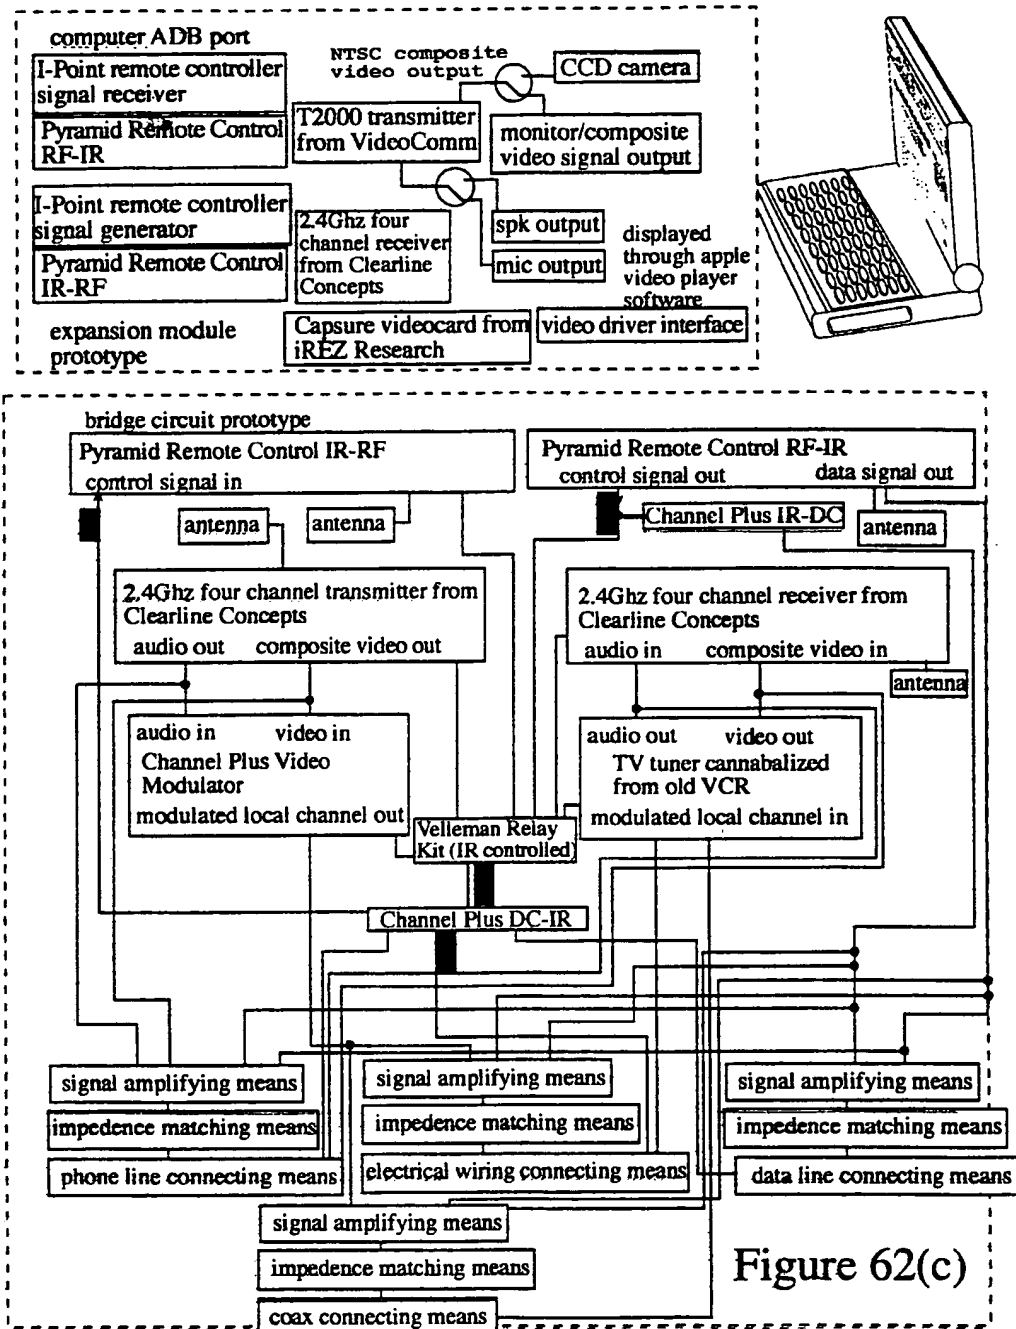 computer ADB port
I-Point remote controller
signal receiver
Pyramid Remote Control
RF-IR
I-Point remote controller
signal generator
Pyramid Remote Control
IR-RF
expansion module
prototype
NTSC composite
video output
CCD camera
T2000 transmitter
from VideoComm
monitor/composite
video signal output
2.4Ghz four
channel receiver
from Clearline
Concepts
spk output
mic output
displayed
through apple
video player
software
Capsure videocard from
iREZ Research
video driver interface
bridge circuit prototype
Pyramid Remote Control IR-RF
control signal in
Pyramid Remote Control RF-IR
control signal out
data signal out
antenna
antenna
Channel Plus IR-DC
antenna
2.4Ghz four channel transmitter from
Clearline Concepts
audio out
composite video out
2.4Ghz four channel receiver from
Clearline Concepts
audio in
composite video in
antenna
audio in
video in
Channel Plus Video
Modulator
modulated local channel out
audio out
video out
TV tuner cannabalized
from old VCR
modulated local channel in
Velleman Relay
Kit (IR controlled)
Channel Plus DC-IR
signal amplifying means
impedence matching means
phone line connecting means
signal amplifying means
impedence matching means
electrical wiring connecting means
signal amplifying means
impedence matching means
data line connecting means
signal amplifying means
impedence matching means
coax connecting means
Figure 62(c)